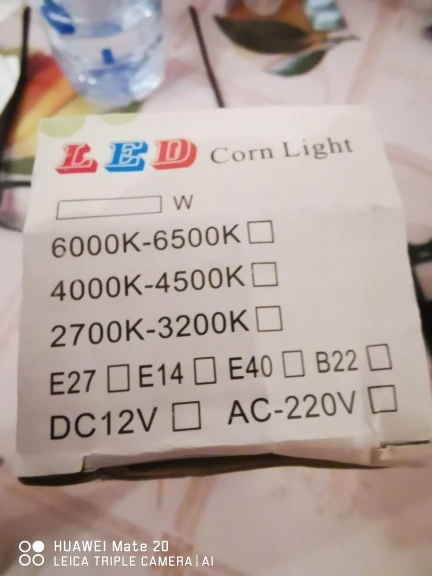 LED Corn Light
W
6000K-6500K
4000K-4500K
2700K-3200K
E27 E14 E40 B22
DC12V AC-220V
HUAWEI Mate 20
LEICA TRIPLE CAMERA | AI